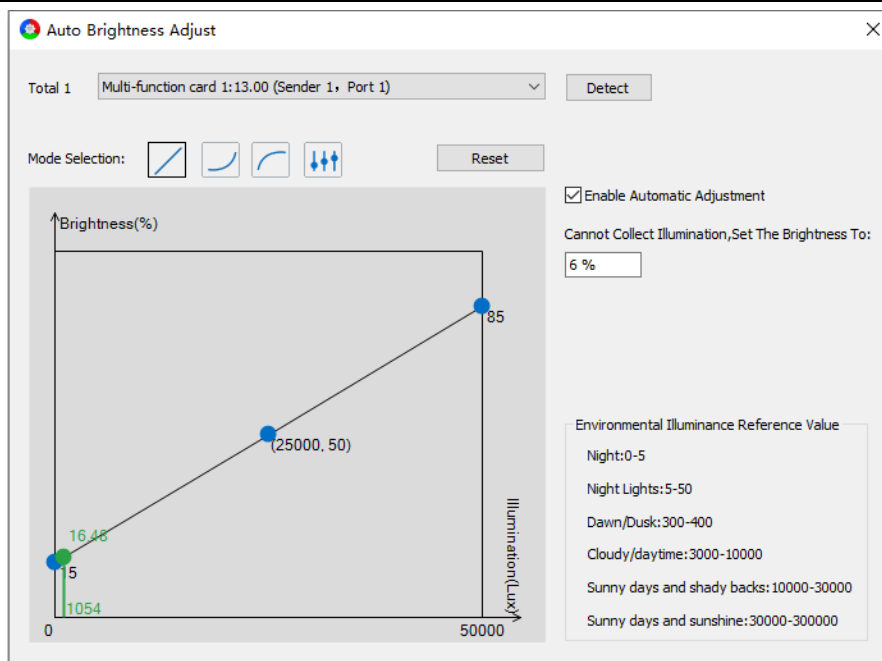 Auto Brightness Adjust
Total 1
Multi-function card 1:13.00 (Sender 1，Port 1)
Detect
Mode Selection:
Reset
Enable Automatic Adjustment
Cannot Collect Illumination,Set The Brightness To:
6 %
Brightness(%)
85
(25000, 50)
16.48
15
1054
0
50000
Illumination(Lux)
Environmental Illuminance Reference Value
Night:0-5
Night Lights:5-50
Dawn/Dusk:300-400
Cloudy/daytime:3000-10000
Sunny days and shady backs:10000-30000
Sunny days and sunshine:30000-300000